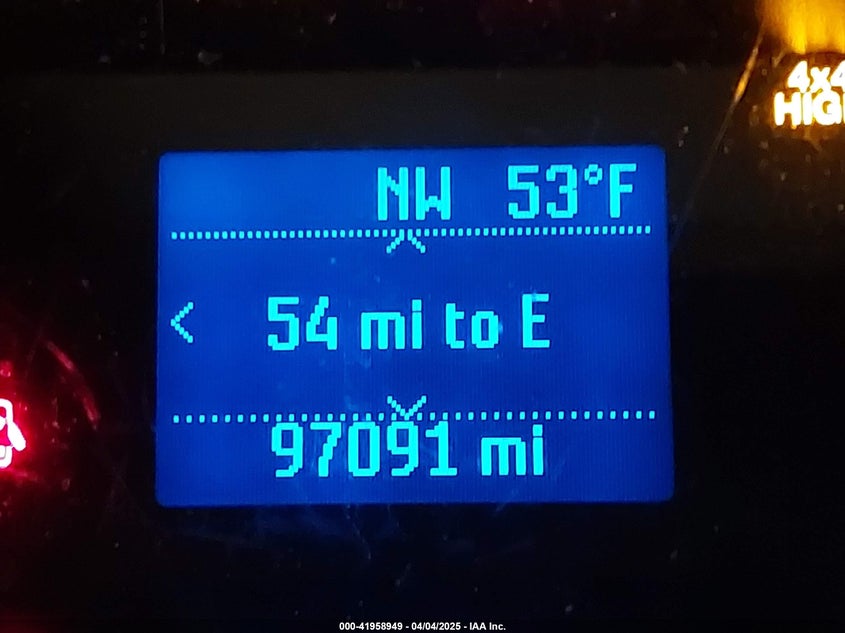 4x4
HIGH
NW 53°F
54 mi to E
97091 mi
000-41958949 - 04/04/2025 - IAA Inc.